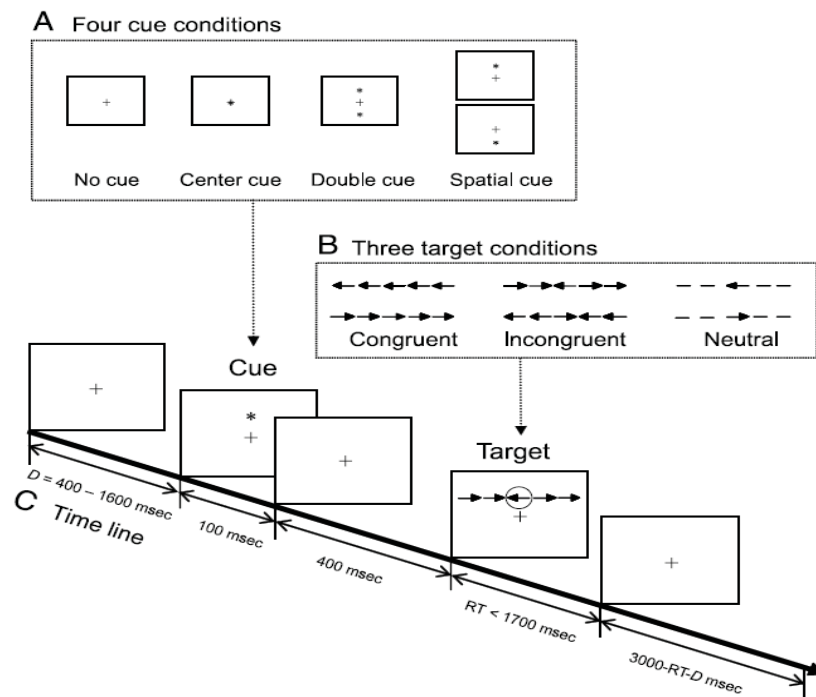 A Four cue conditions
No cue
Center cue
Double cue
Spatial cue
B Three target conditions
Congruent
Incongruent
Neutral
Cue
Target
D = 400 – 1600 msec
100 msec
400 msec
RT < 1700 msec
3000-RT-D msec
C Time line